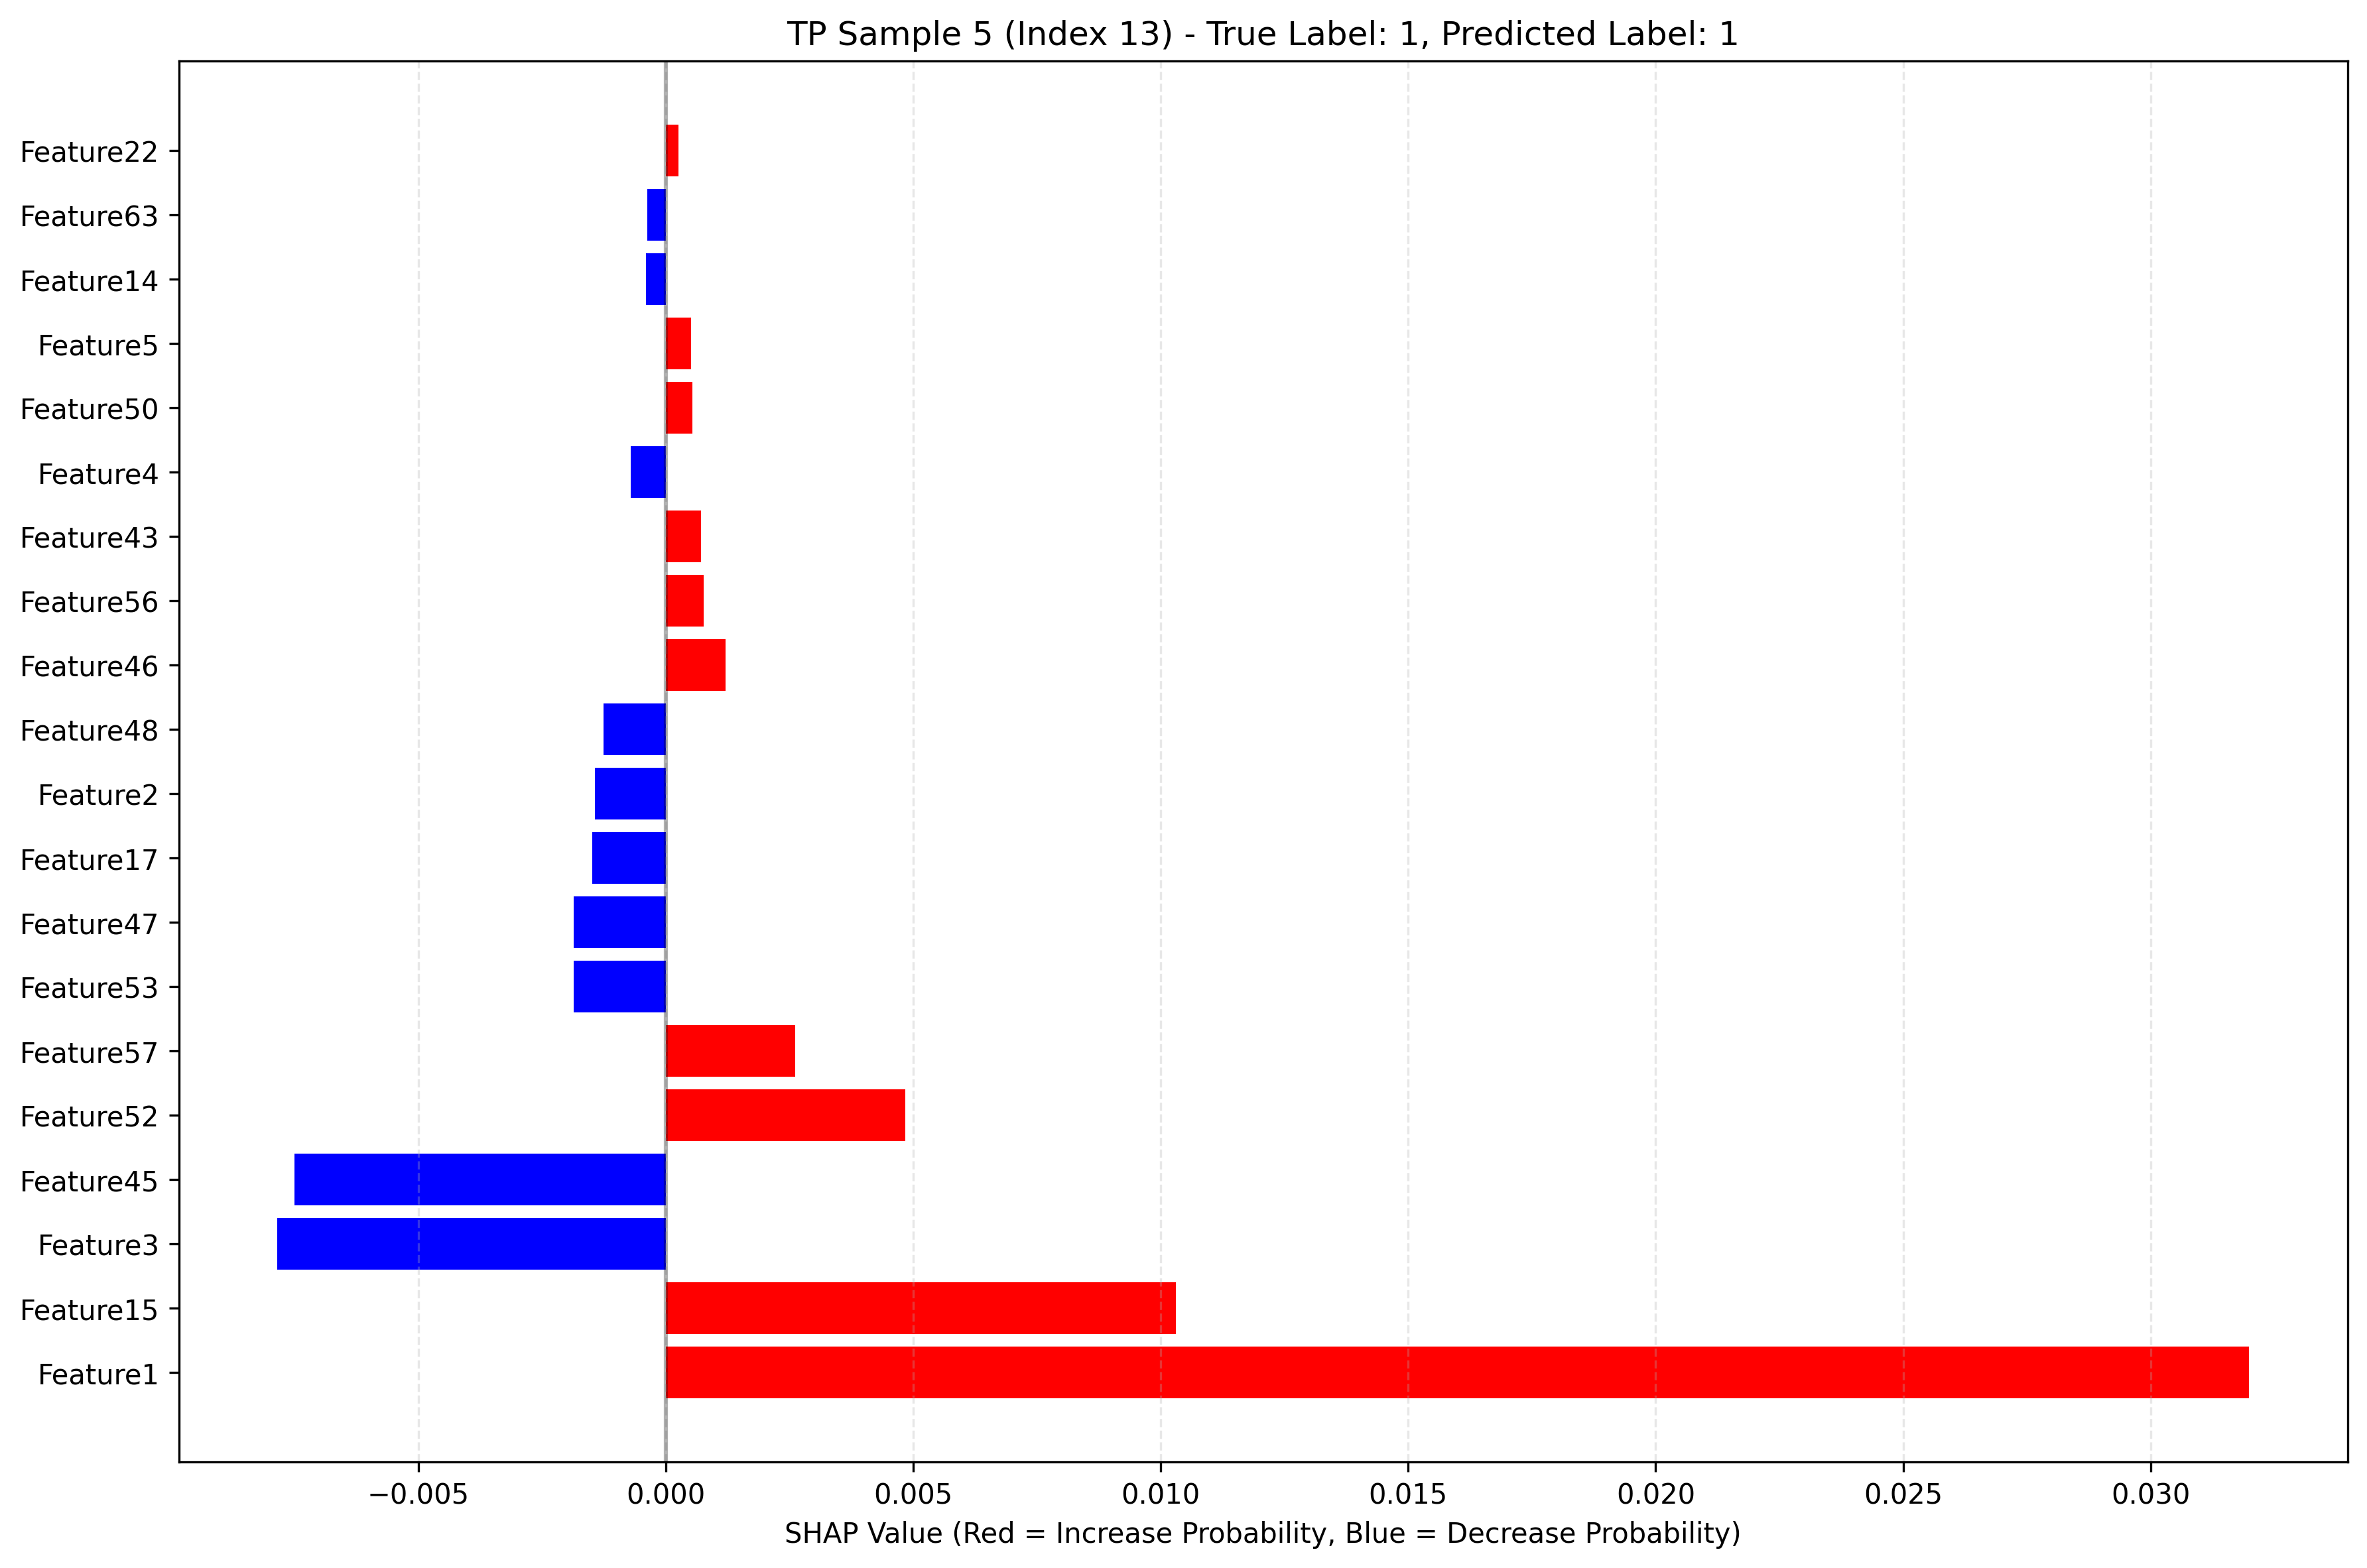 TP Sample 5 (Index 13) - True Label: 1, Predicted Label: 1
Feature22
Feature63
Feature14
Feature5
Feature50
Feature4
Feature43
Feature56
Feature46
Feature48
Feature2
Feature17
Feature47
Feature53
Feature57
Feature52
Feature45
Feature3
Feature15
Feature1
−0.005 0.000 0.005 0.010 0.015 0.020 0.025 0.030
SHAP Value (Red = Increase Probability, Blue = Decrease Probability)